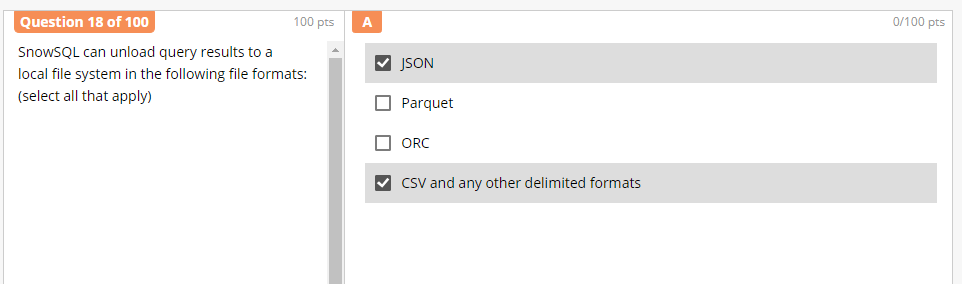 Question 18 of 100
100 pts
SnowSQL can unload query results to a
local file system in the following file formats:
(select all that apply)
A
0/100 pts
JSON
Parquet
ORC
CSV and any other delimited formats